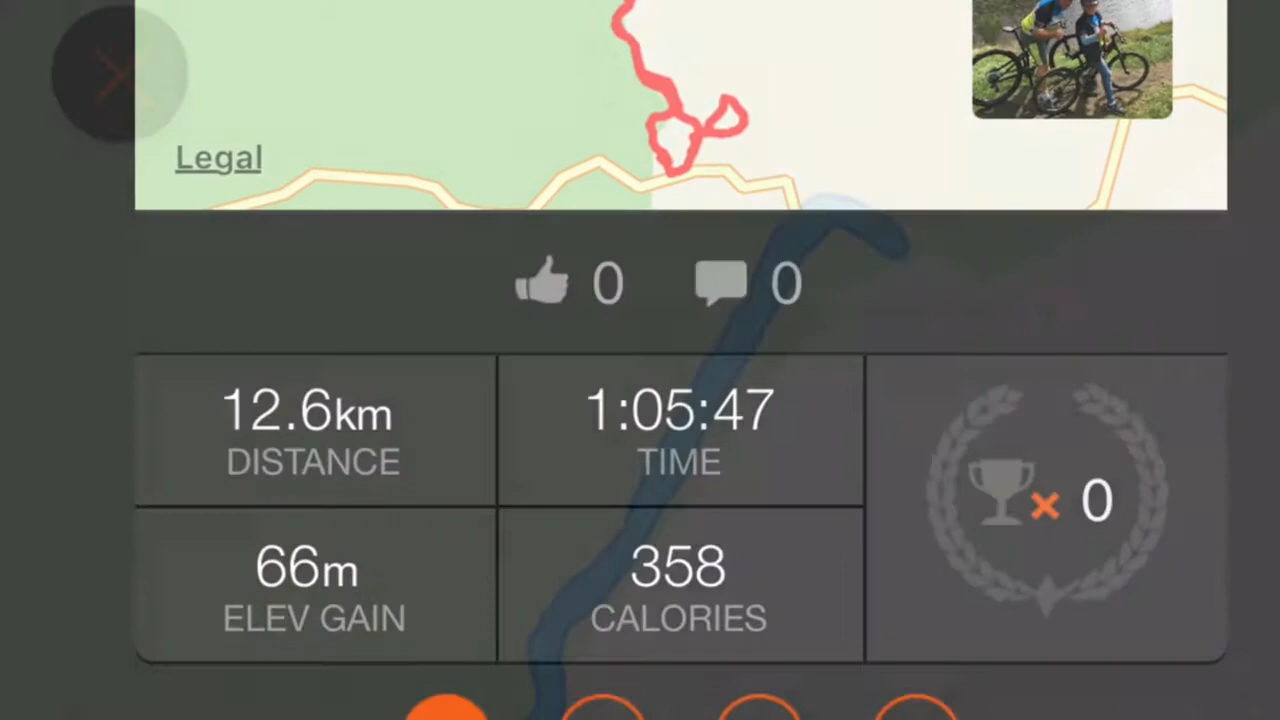 Legal
0 0
12.6km
DISTANCE
1:05:47
TIME
66m
ELEV GAIN
358
CALORIES
× 0